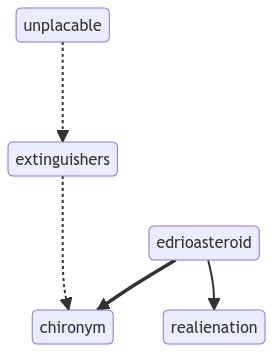 unplacable
extinguishers
edrioasteroid
chironym
realienation